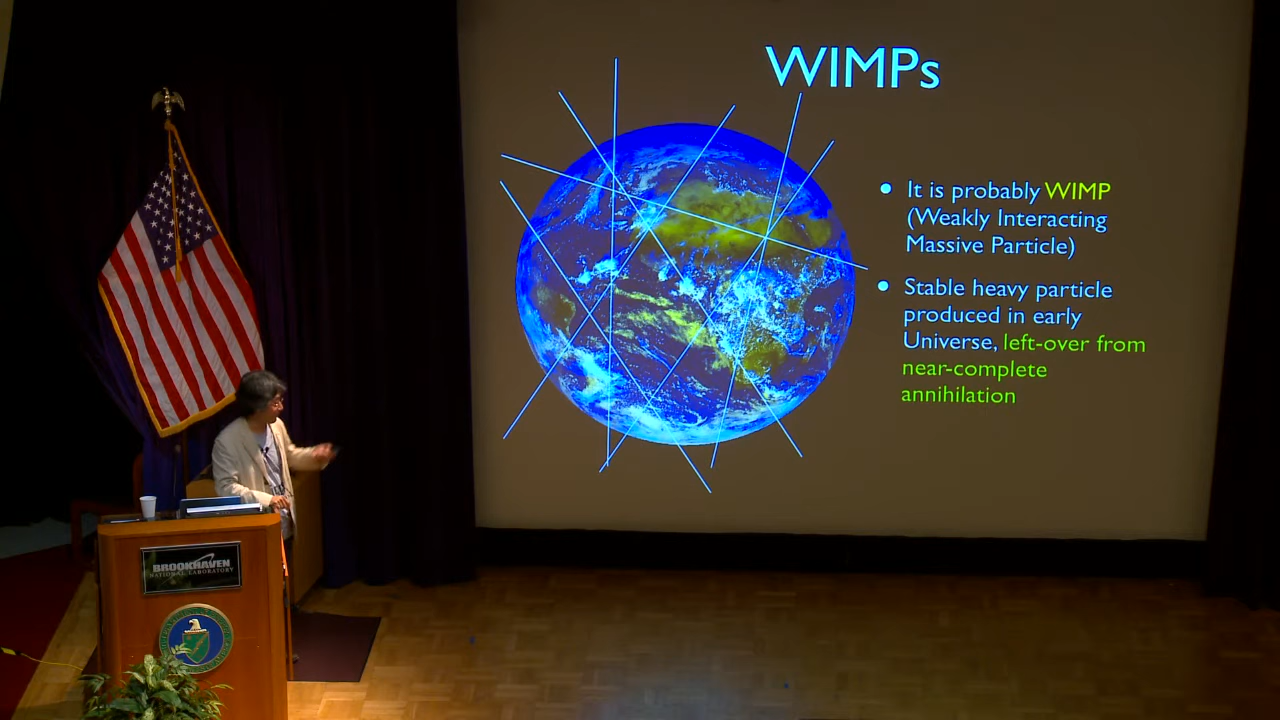 WIMPs
It is probably WIMP
(Weakly Interacting
Massive Particle)
Stable heavy particle
produced in early
Universe, left-over from
near-complete
annihilation
BROOKHAVEN
NATIONAL LABORATORY